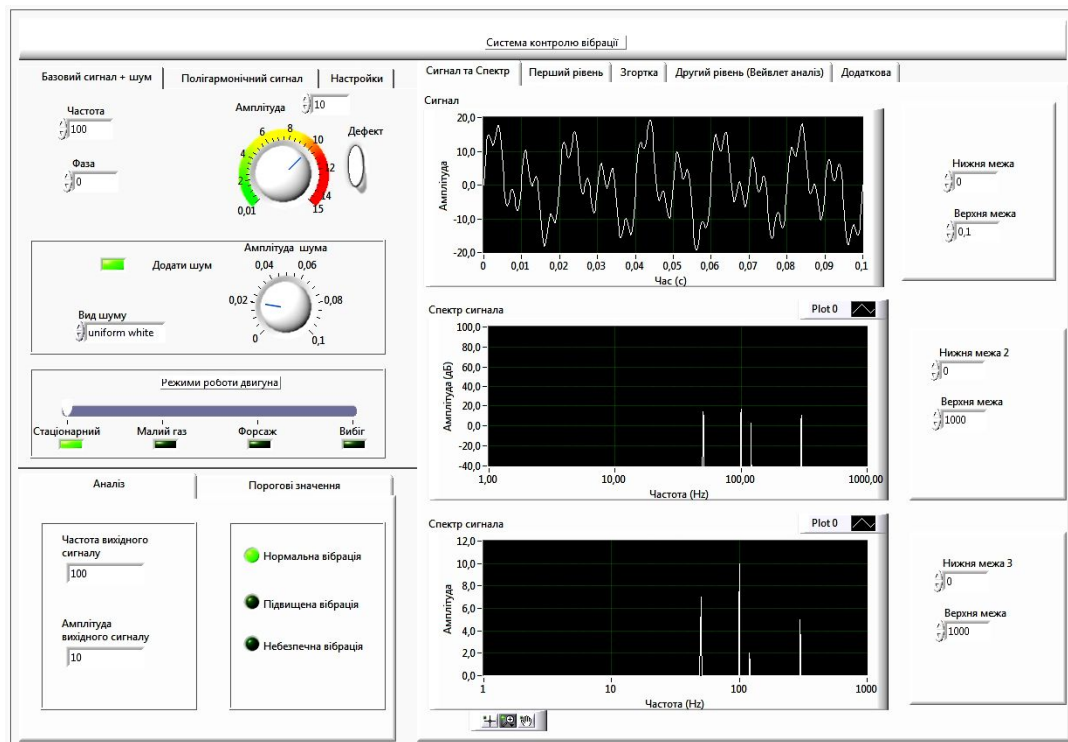 Система контролю вібрації
Базовий сигнал + шум
Полігармонічний сигнал
Настройки
Частота
100
Фаза
0
Амплітуда
10
Дефект
0,01
2
4
6
8
10
12
14
15
Додати шум
Вид шуму
uniform white
Амплітуда шума
0
0,02
0,04
0,06
0,08
0,1
Режими роботи двигуна
Стаціонарний
Малий газ
Форсаж
Вибіг
Аналіз
Порогові значення
Частота вихідного
сигналу
100
Амплітуда
вихідного сигналу
10
Нормальна вібрація
Підвищена вібрація
Небезпечна вібрація
Сигнал та Спектр
Перший рівень
Згортка
Другий рівень (Вейвлет аналіз)
Додаткова
Сигнал
Амплітуда
20,0
10,0
0,0
-10,0
-20,0
0
0,01
0,02
0,03
0,04
0,05
0,06
0,07
0,08
0,09
0,1
Час (с)
Нижня межа
0
Верхня межа
0,1
Спектр сигнала
Plot 0
Амплітуда (дБ)
100,0
80,0
60,0
40,0
20,0
0,0
-20,0
-40,0
1,00
10,00
100,00
1000,00
Частота (Hz)
Нижня межа 2
0
Верхня межа
1000
Спектр сигнала
Plot 0
Амплітуда
12,0
10,0
8,0
6,0
4,0
2,0
0,0
1
10
100
1000
Частота (Hz)
Нижня межа 3
0
Верхня межа
1000